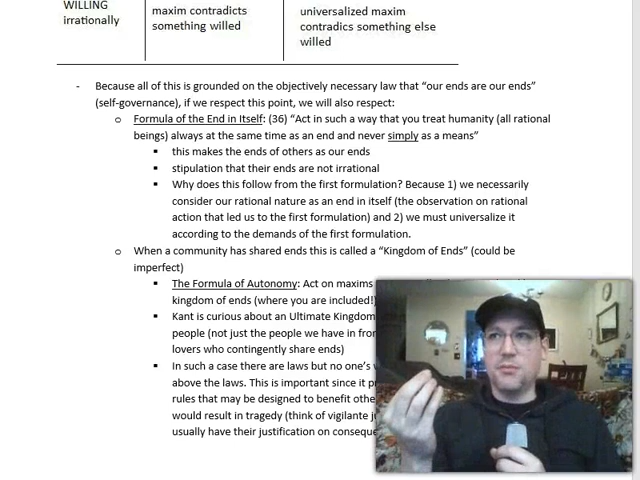 WILLING
irrationally
maxim contradicts
something willed
universalized maxim
contradics something else
willed
- Because all of this is grounded on the objectively necessary law that “our ends are our ends”
(self-governance), if we respect this point, we will also respect:
o Formula of the End in Itself: (36) “Act in such a way that you treat humanity (all rational
beings) always at the same time as an end and never simply as a means”
▪ this makes the ends of others as our ends
▪ stipulation that their ends are not irrational
▪ Why does this follow from the first formulation? Because 1) we necessarily
consider our rational nature as an end in itself (the observation on rational
action that led us to the first formulation) and 2) we must universalize it
according to the demands of the first formulation.
o When a community has shared ends this is called a “Kingdom of Ends” (could be
imperfect)
▪ The Formula of Autonomy: Act on maxims
kingdom of ends (where you are included!)
▪ Kant is curious about an Ultimate Kingdom
people (not just the people we have in fron
lovers who contingently share ends)
▪ In such a case there are laws but no one’s
above the laws. This is important since it p
rules that may be designed to benefit othe
would result in tragedy (think of vigilante
usually have their justification on conseque